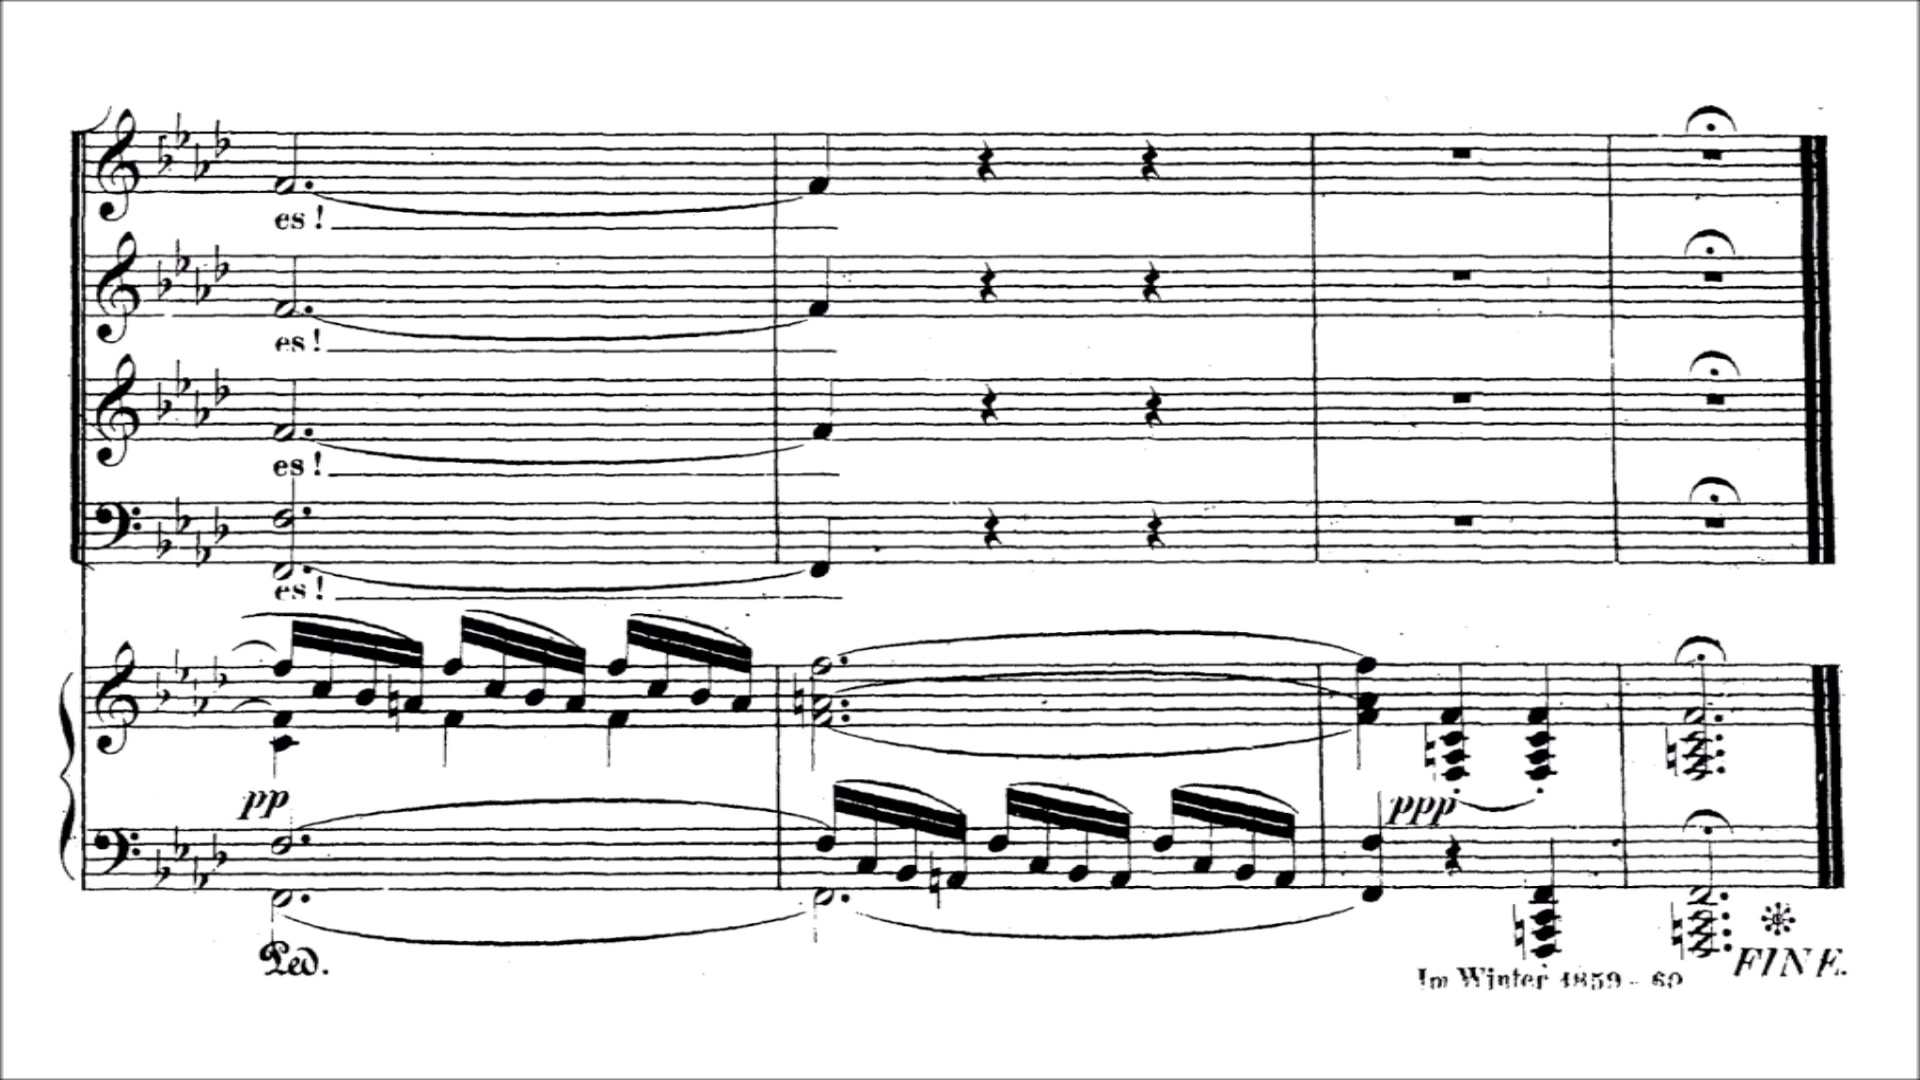 es!
es!
es!
es!
pp
ppp
Ped.
FINE.
Im Winter 1859 - 60